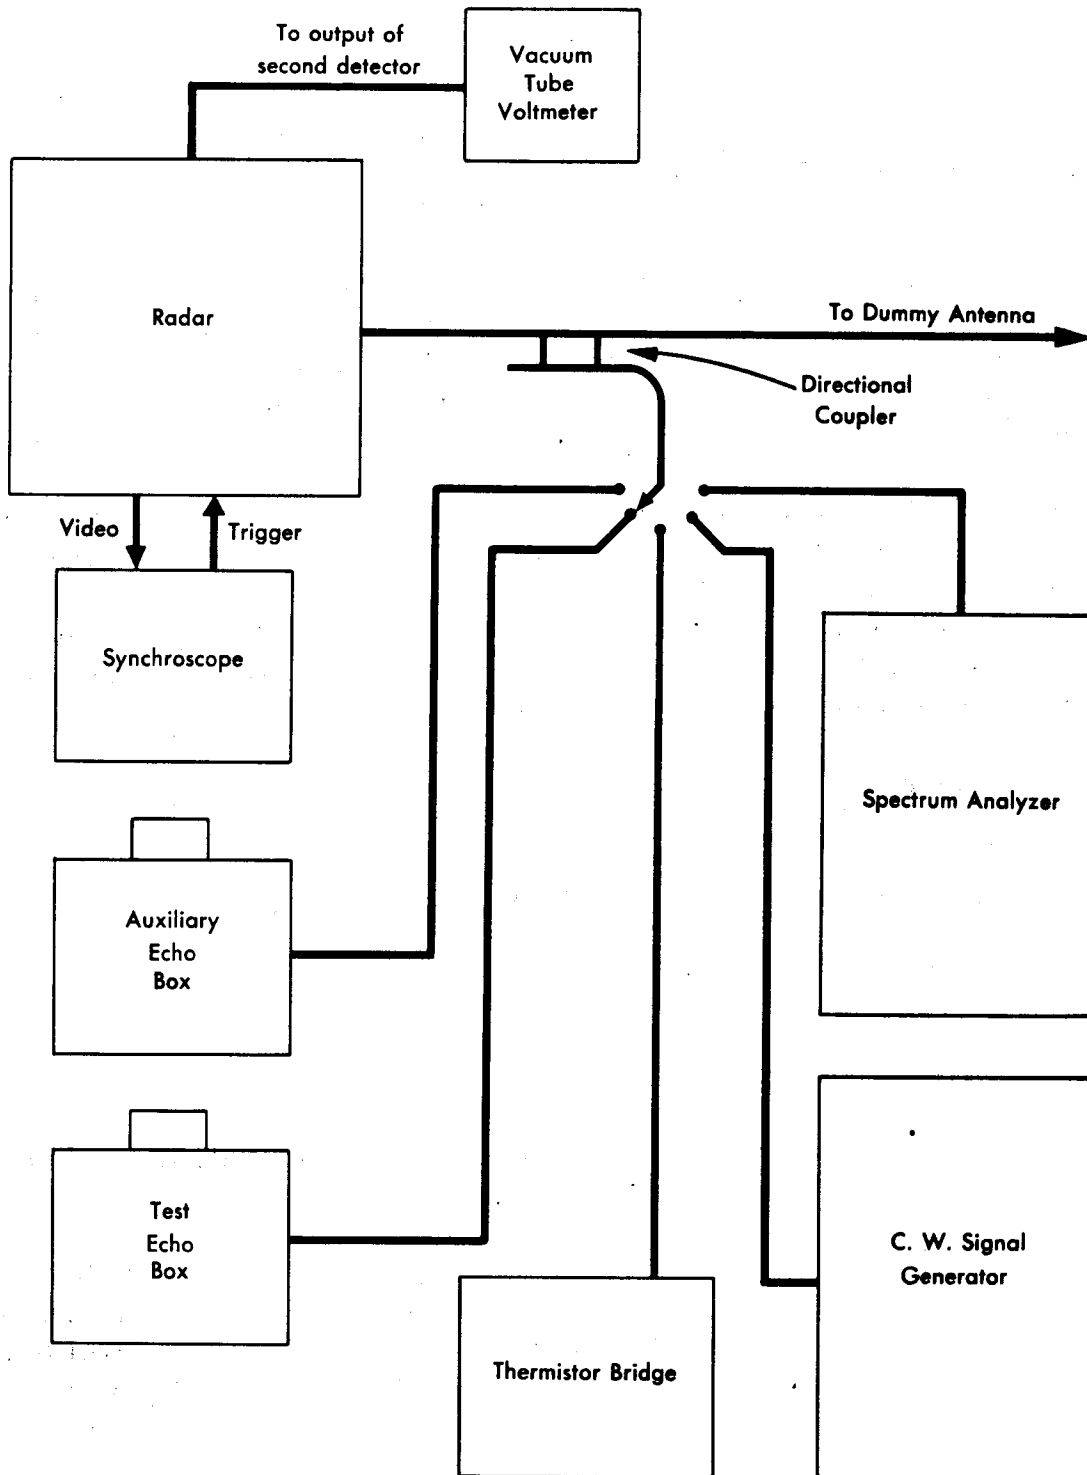 To output of
second detector
Vacuum
Tube
Voltmeter
Radar
To Dummy Antenna
Directional
Coupler
Video
Trigger
Synchroscope
Spectrum Analyzer
Auxiliary
Echo
Box
Test
Echo
Box
C. W. Signal
Generator
Thermistor Bridge